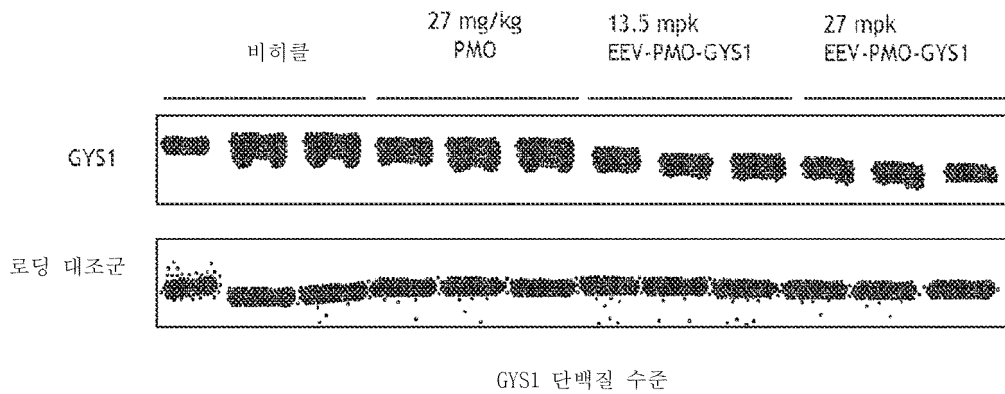 비히클
27 mg/kg
PMO
13.5 mpk
EEV-PMO-GYS1
27 mpk
EEV-PMO-GYS1
GYS1
로딩 대조군
GYS1 단백질 수준